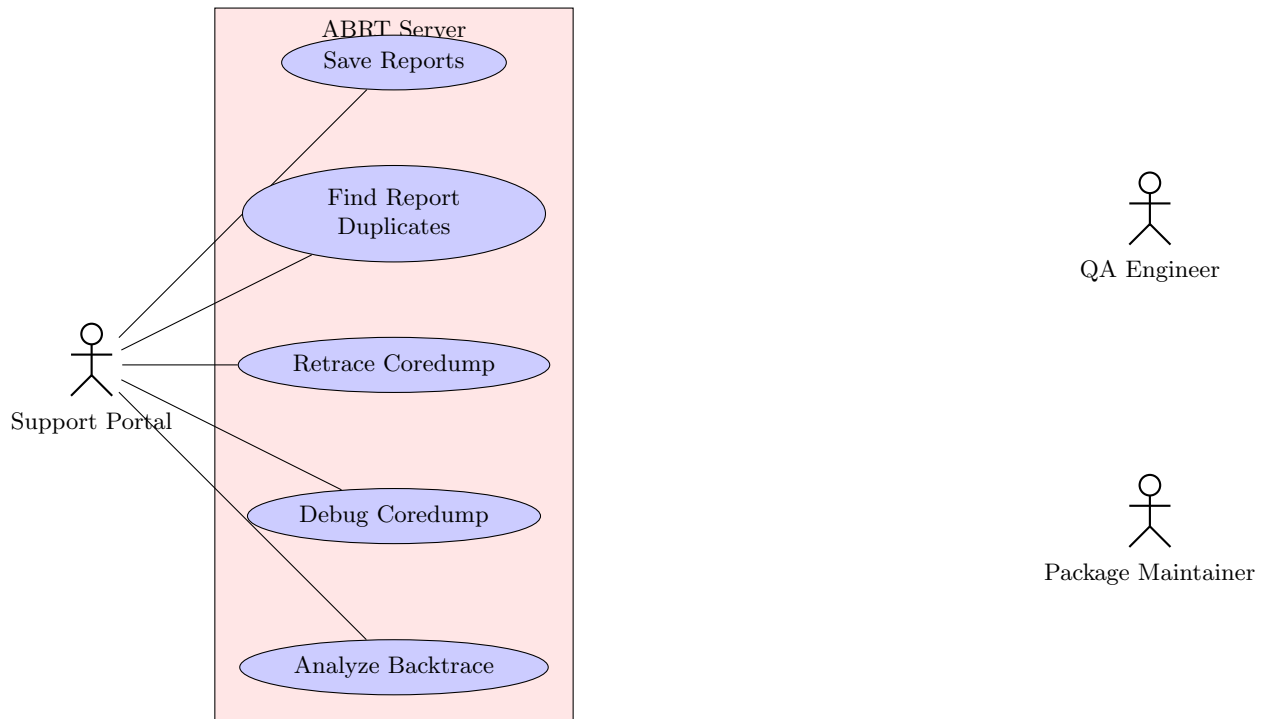 ABRT Server
Save Reports
Find Report
Duplicates
QA Engineer
Retrace Coredump
Support Portal
Debug Coredump
Package Maintainer
Analyze Backtrace